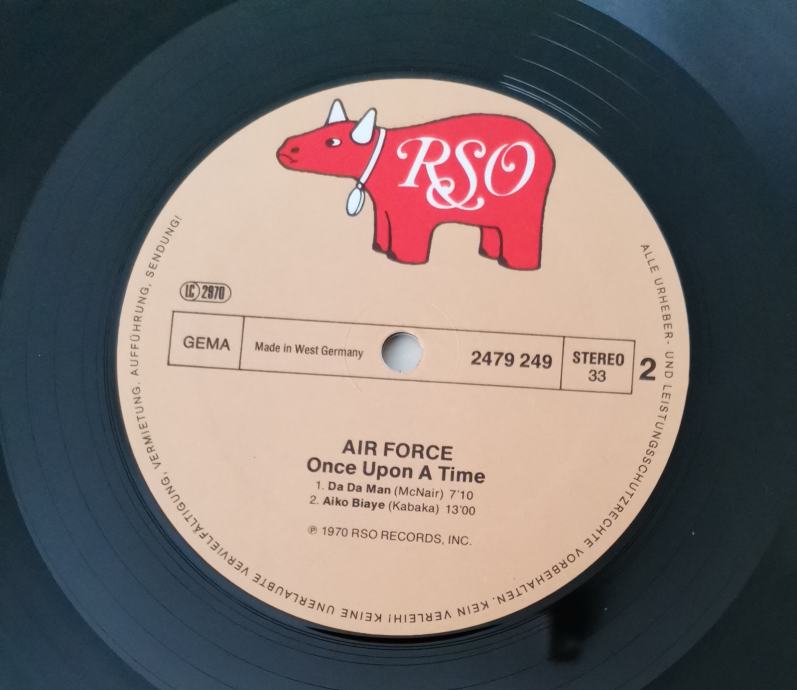 RSO
LC 2970
GEMA
Made in West Germany
2479 249
STEREO
33
2
AIR FORCE
Once Upon A Time
1. Da Da Man (McNair) 7'10
2. Aiko Biaye (Kabaka) 13'00
℗ 1970 RSO RECORDS, INC.
ALLE URHEBER- UND LEISTUNGSSCHUTZRECHTE VORBEHALTEN. KEIN VERLEIH! KEINE UNERLAUBTE VERVIELFÄLTIGUNG, VERMIETUNG, AUFFÜHRUNG, SENDUNG!